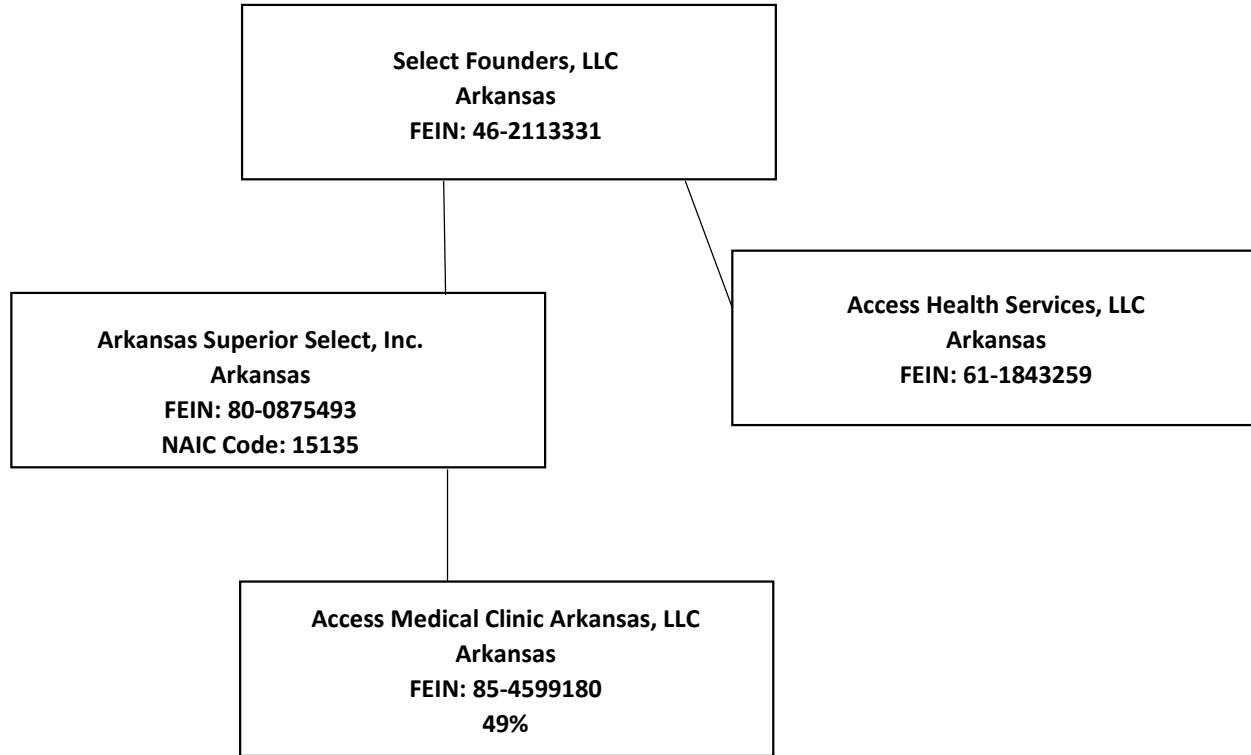 Select Founders, LLC
Arkansas
FEIN: 46-2113331
Arkansas Superior Select, Inc.
Arkansas
FEIN: 80-0875493
NAIC Code: 15135
Access Health Services, LLC
Arkansas
FEIN: 61-1843259
Access Medical Clinic Arkansas, LLC
Arkansas
FEIN: 85-4599180
49%